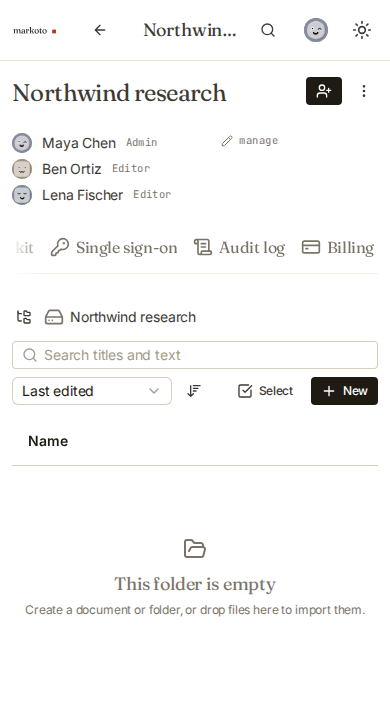 markoto
Northwin...
Northwind research
Maya Chen Admin
manage
Ben Ortiz Editor
Lena Fischer Editor
kit Single sign-on Audit log Billing
Northwind research
Search titles and text
Last edited Select New
Name
This folder is empty
Create a document or folder, or drop files here to import them.